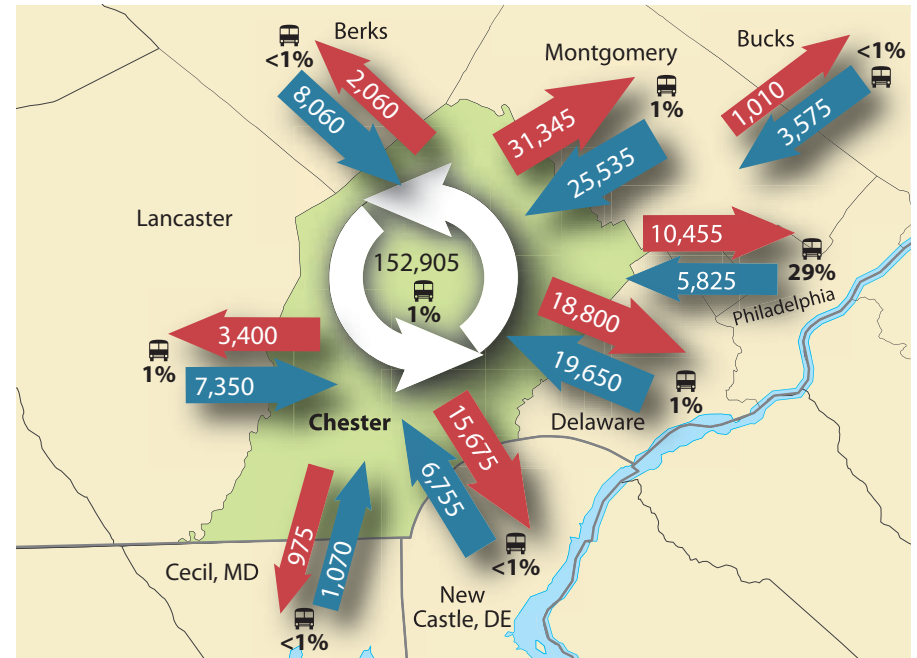 Berks
<1%
2,060
8,060
Montgomery
1%
31,345
25,535
Bucks
<1%
1,010
3,575
Lancaster
152,905
1%
10,455
5,825
29%
Philadelphia
3,400
1%
7,350
18,800
19,650
1%
Delaware
Chester
15,675
6,755
<1%
New
Castle, DE
975
1,070
Cecil, MD
<1%